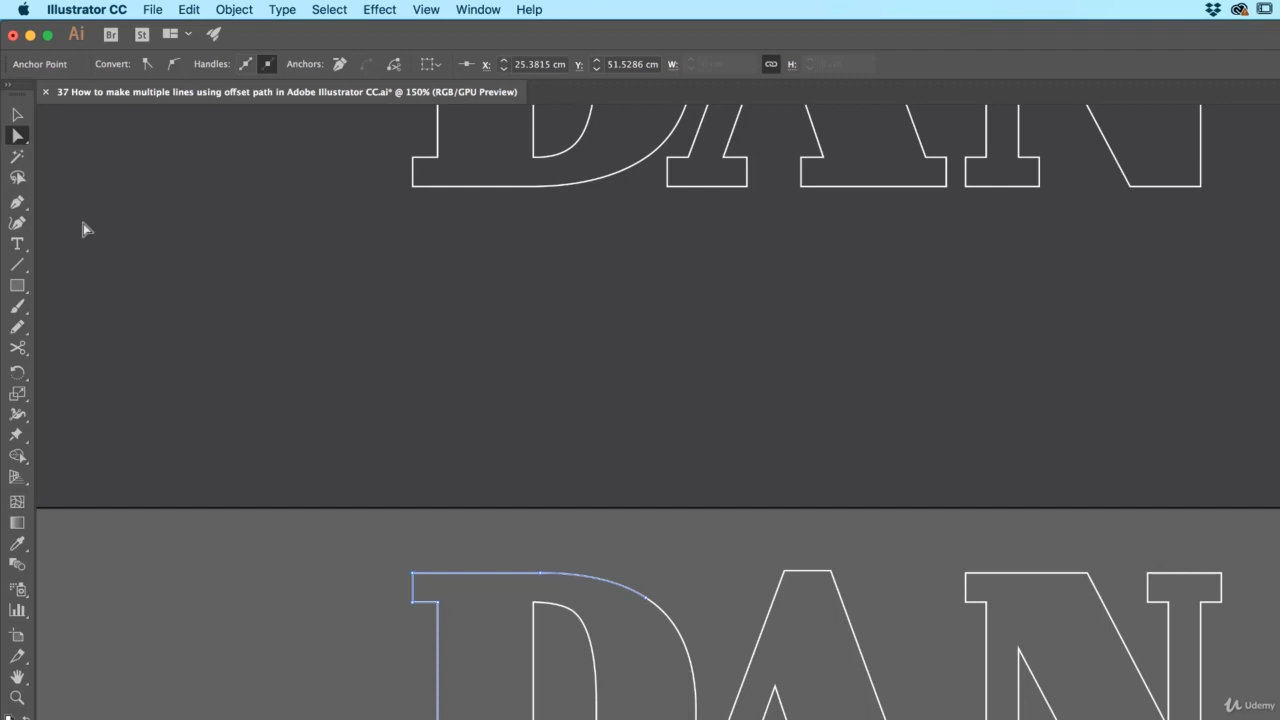 Illustrator CC File Edit Object Type Select Effect View Window Help
Ai Br St
Anchor Point Convert: Handles: Anchors: X: 25.3815 cm Y: 51.5286 cm W: H:
× 37 How to make multiple lines using offset path in Adobe Illustrator CC.ai* @ 150% (RGB/GPU Preview)
T
DAN
DAN
Udemy